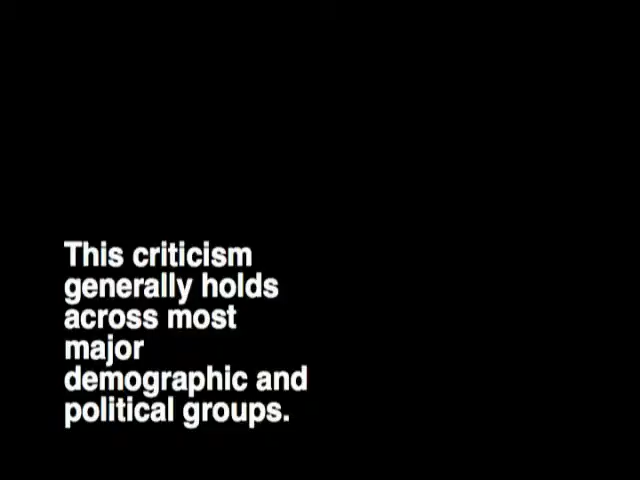 This criticism
generally holds
across most
major
demographic and
political groups.